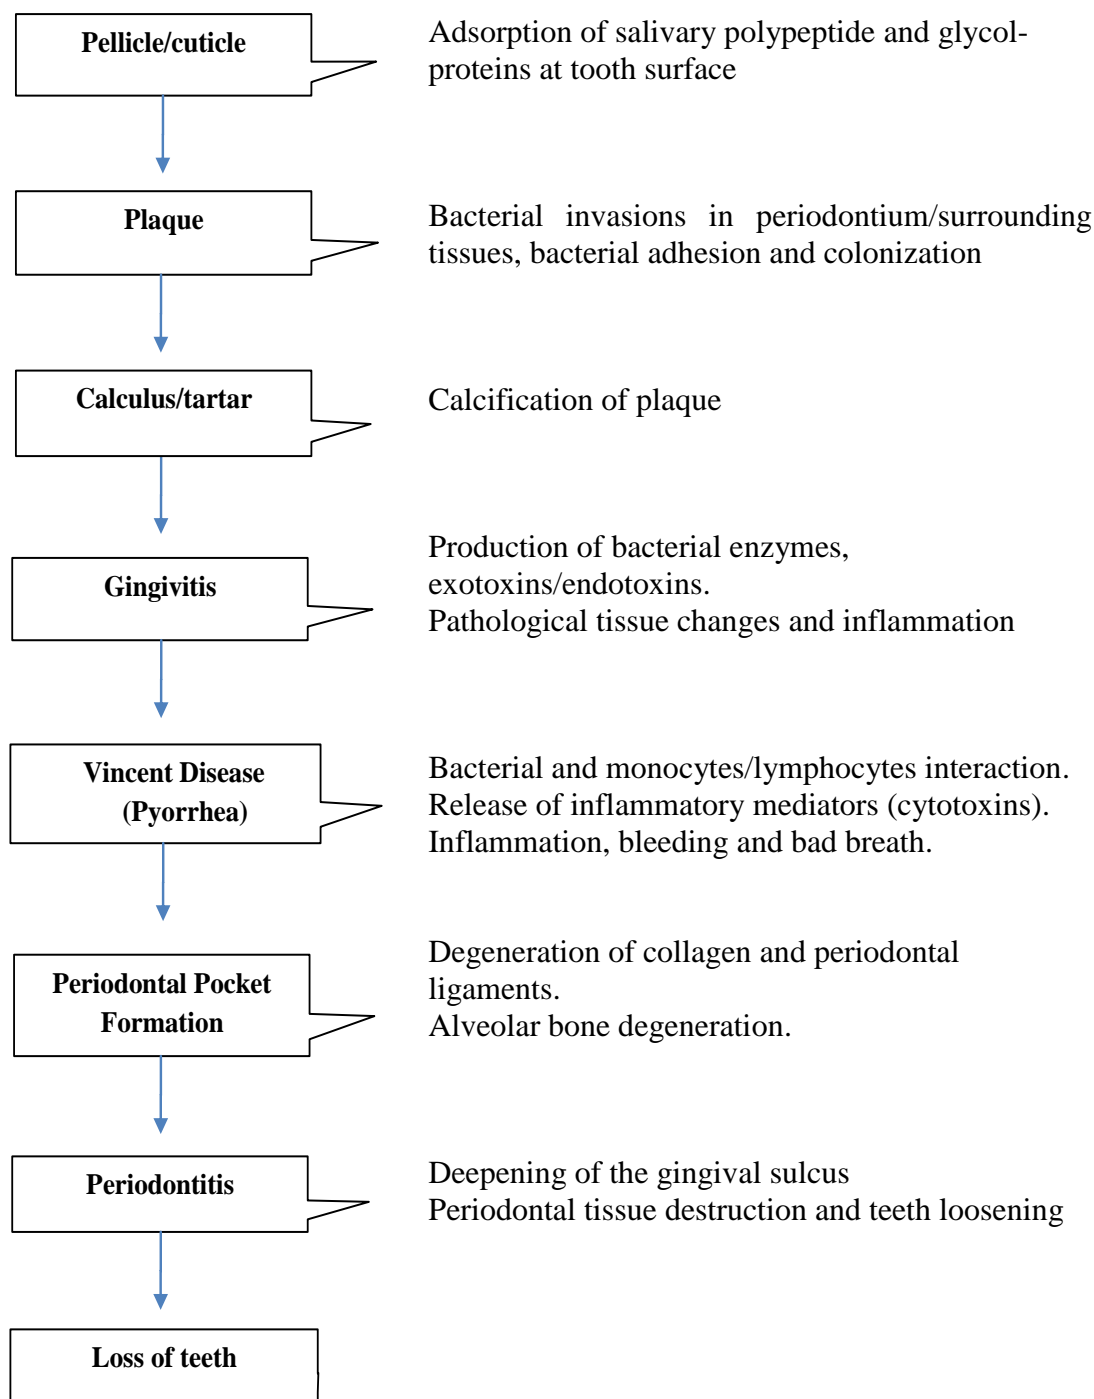 Pellicle/cuticle
Adsorption of salivary polypeptide and glycol-
proteins at tooth surface
Plaque
Bacterial invasions in periodontium/surrounding
tissues, bacterial adhesion and colonization
Calculus/tartar
Calcification of plaque
Gingivitis
Production of bacterial enzymes,
exotoxins/endotoxins.
Pathological tissue changes and inflammation
Vincent Disease
(Pyorrhea)
Bacterial and monocytes/lymphocytes interaction.
Release of inflammatory mediators (cytotoxins).
Inflammation, bleeding and bad breath.
Periodontal Pocket
Formation
Degeneration of collagen and periodontal
ligaments.
Alveolar bone degeneration.
Periodontitis
Deepening of the gingival sulcus
Periodontal tissue destruction and teeth loosening
Loss of teeth